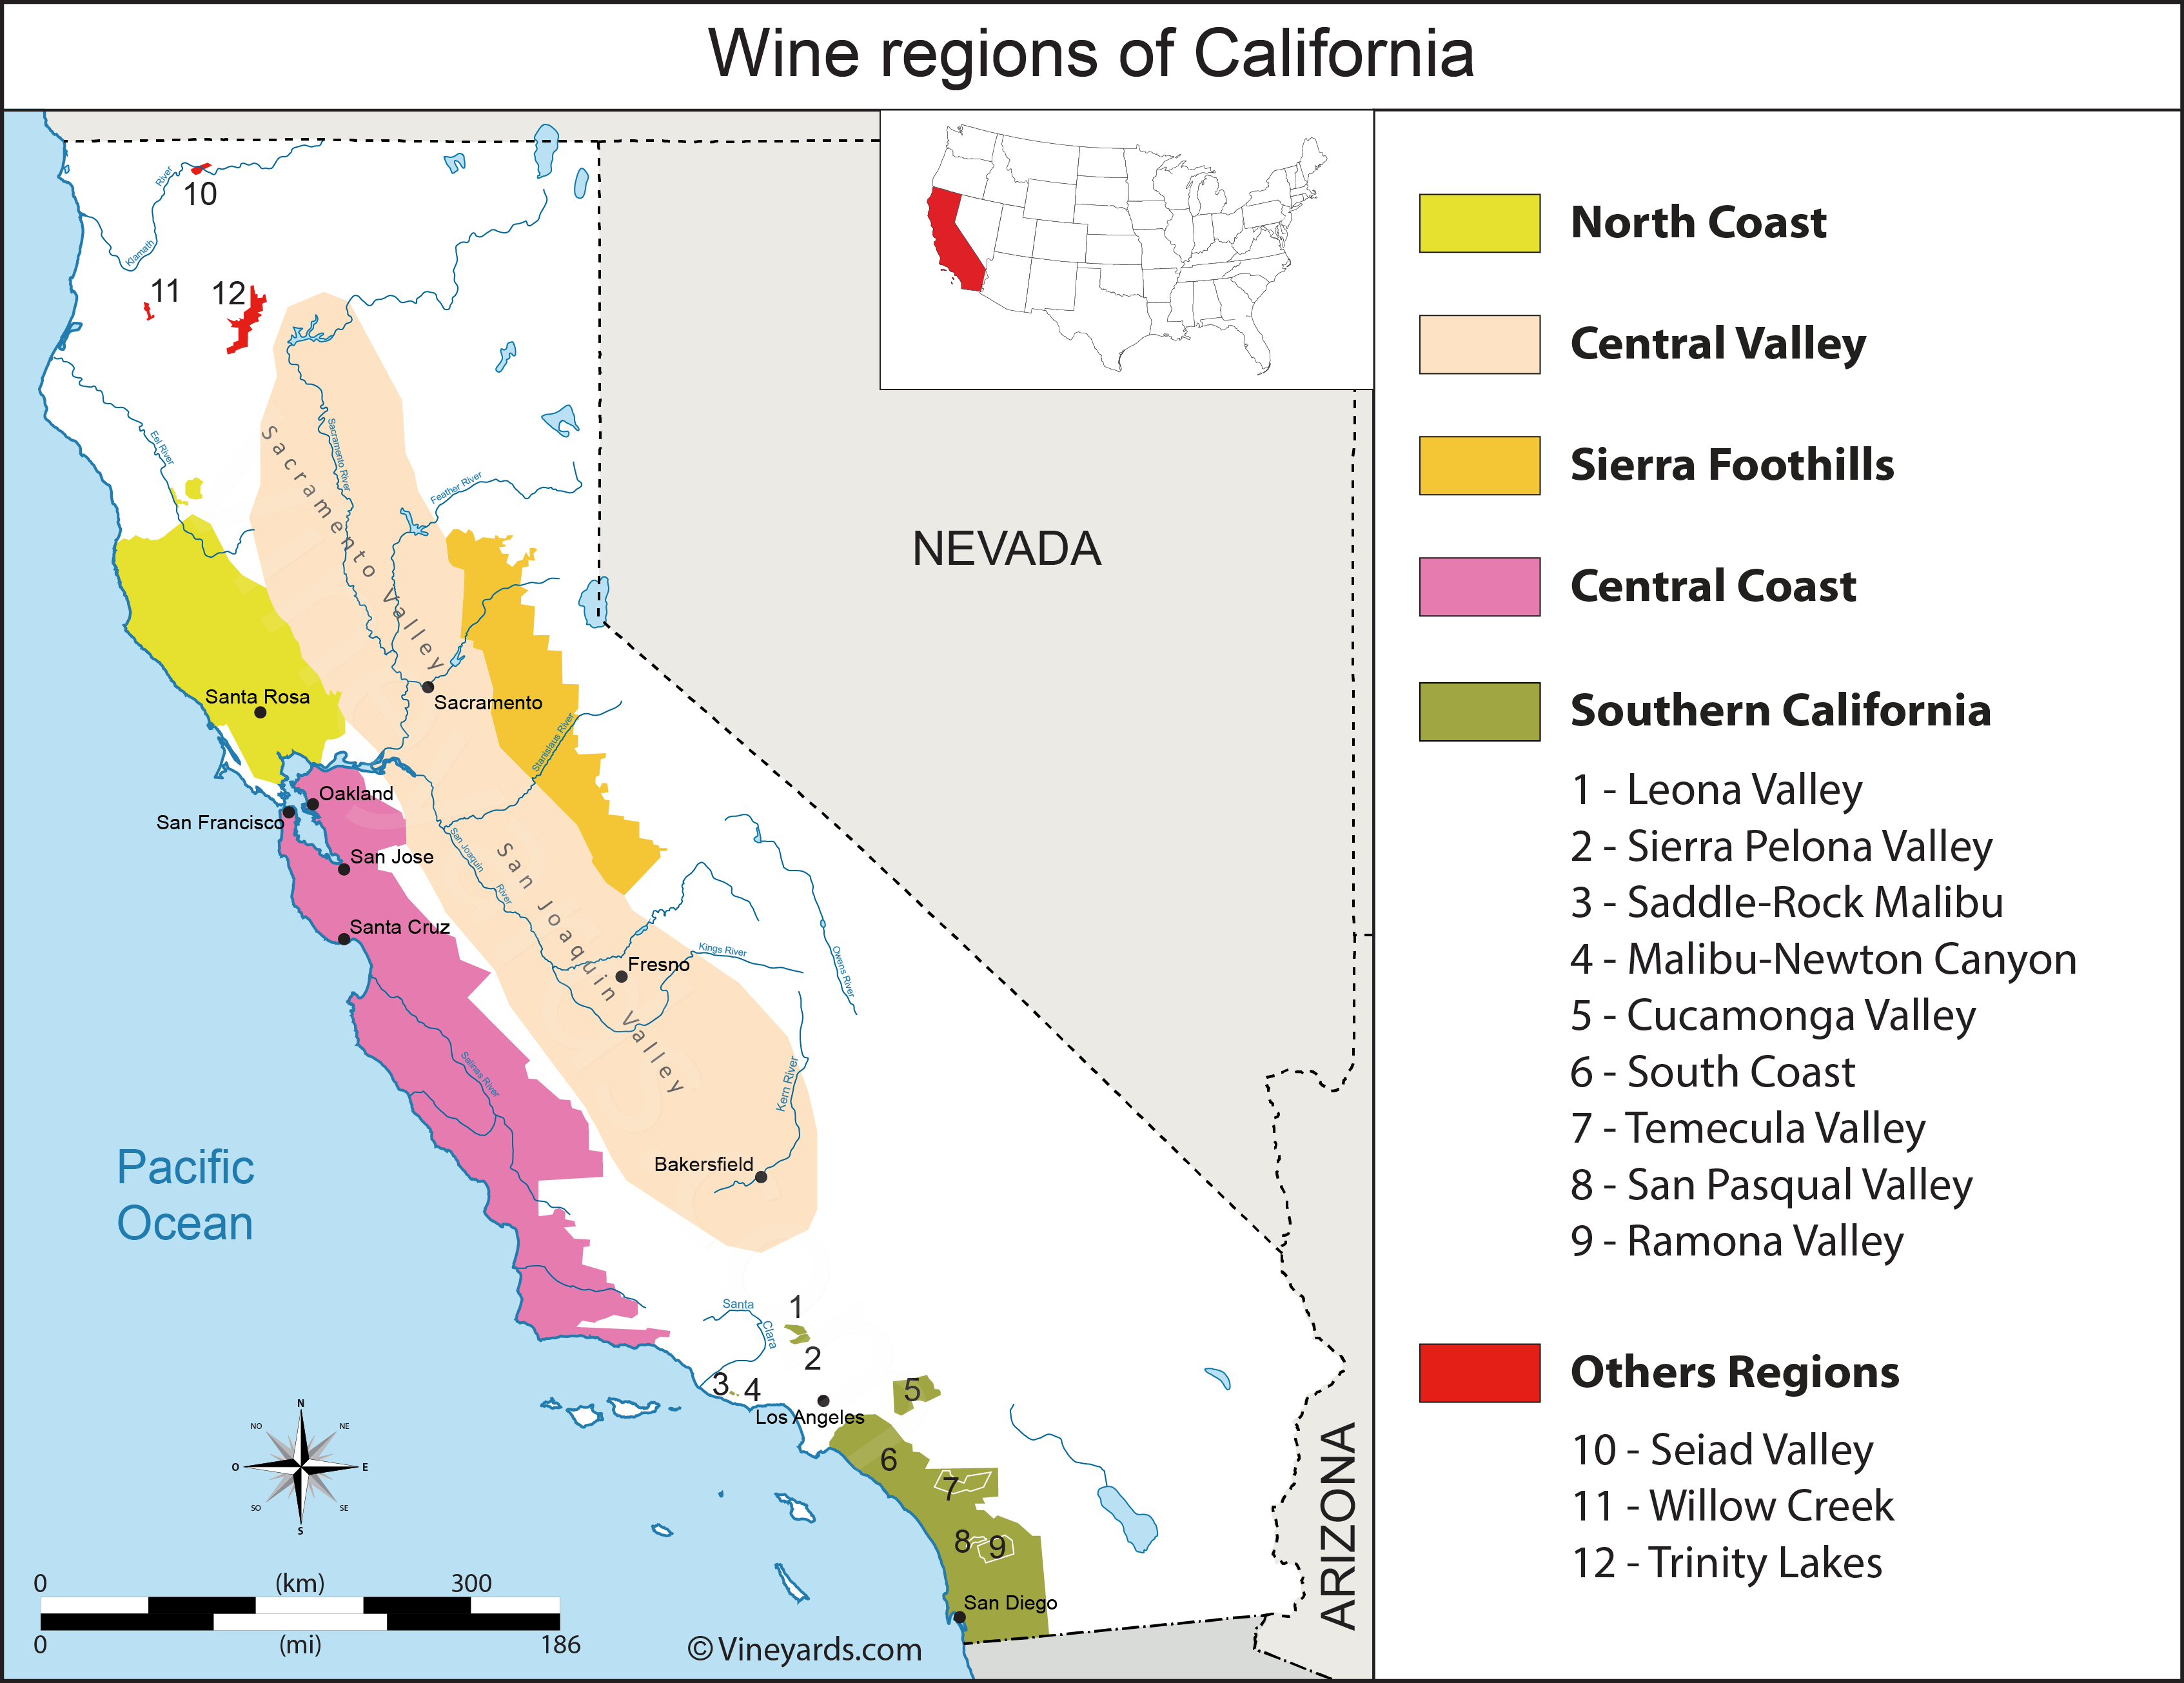 Wine regions of California
North Coast
Central Valley
Sierra Foothills
Central Coast
Southern California
1 - Leona Valley
2 - Sierra Pelona Valley
3 - Saddle-Rock Malibu
4 - Malibu-Newton Canyon
5 - Cucamonga Valley
6 - South Coast
7 - Temecula Valley
8 - San Pasqual Valley
9 - Ramona Valley
Others Regions
10 - Seiad Valley
11 - Willow Creek
12 - Trinity Lakes
10
River
Klamath
11
12
Eel River
Sacramento River
Sacramento Valley
Feather River
NEVADA
Santa Rosa
Sacramento
Stanislaus River
Oakland
San Francisco
San Jose
San Joaquin
River
San Joaquin Valley
Santa Cruz
Fresno
Kings River
Owens River
Salinas River
Kern River
Bakersfield
Pacific
Ocean
Santa
Clara
1
2
3
4
5
Los Angeles
6
7
8
9
San Diego
ARIZONA
N
NO
NE
O
E
SO
SE
S
0
(km)
300
0
(mi)
186
© Vineyards.com